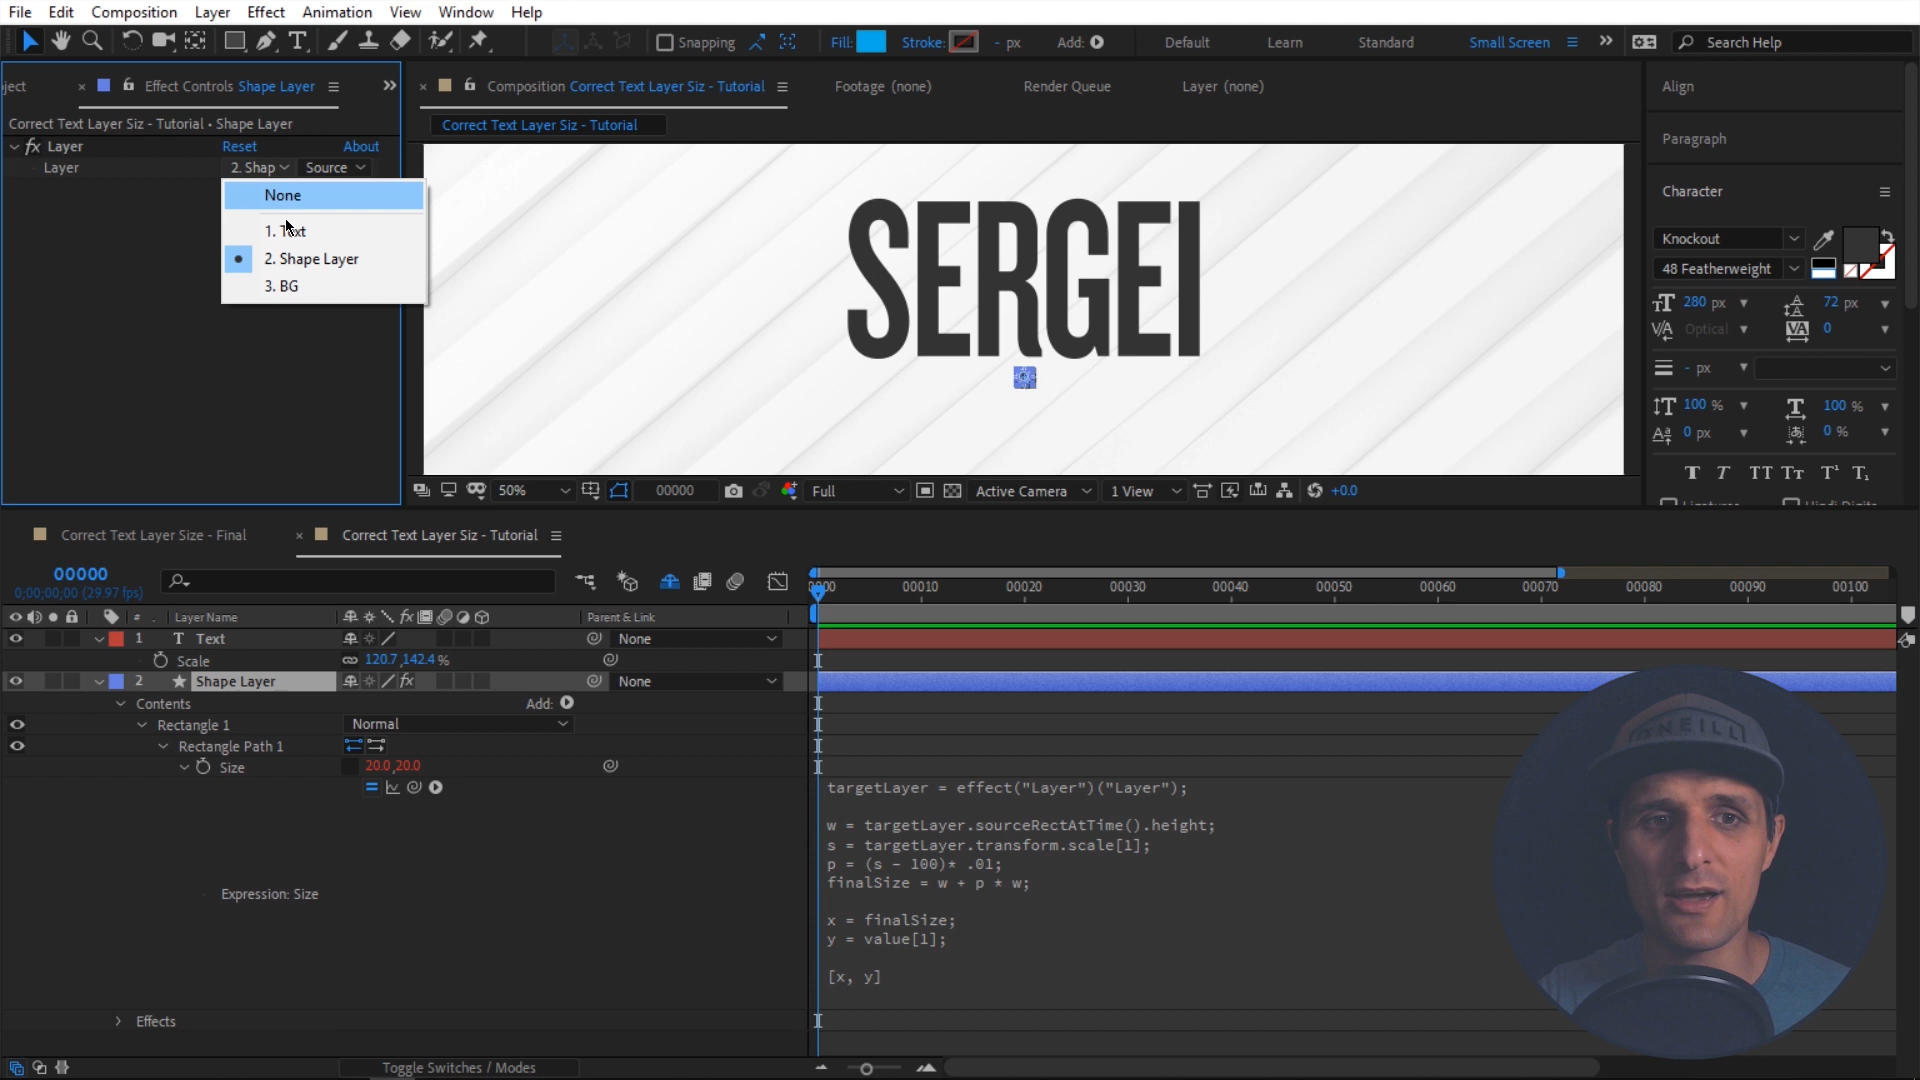 File Edit Composition Layer Effect Animation View Window Help
Snapping Fill: Stroke: - px Add: Default Learn Standard Small Screen Search Help
ject Effect Controls Shape Layer
Composition Correct Text Layer Siz - Tutorial Footage (none) Render Queue Layer (none)
Align
Correct Text Layer Siz - Tutorial • Shape Layer
Correct Text Layer Siz - Tutorial
Paragraph
fx Layer Reset About
Layer 2. Shap Source
None
1. Text
2. Shape Layer
3. BG
SERGEI
Character
Knockout
48 Featherweight
280 px 72 px
Optical 0
- px
100 % 100 %
0 px 0 %
50% 00000 Full Active Camera 1 View +0.0
Correct Text Layer Size - Final Correct Text Layer Siz - Tutorial
00000
0;00;00;00 (29.97 fps)
00010 00020 00030 00040 00050 00060 00070 00080 00090 00100
# Layer Name Parent & Link
1 T Text None
Scale 120.7,142.4 %
2 Shape Layer fx None
Contents Add:
Rectangle 1 Normal
Rectangle Path 1
Size 20.0,20.0
Expression: Size
targetLayer = effect("Layer")("Layer");
w = targetLayer.sourceRectAtTime().height;
s = targetLayer.transform.scale[1];
p = (s - 100)* .01;
finalSize = w + p * w;
x = finalSize;
y = value[1];
[x, y]
Effects
Toggle Switches / Modes
O'NEILL